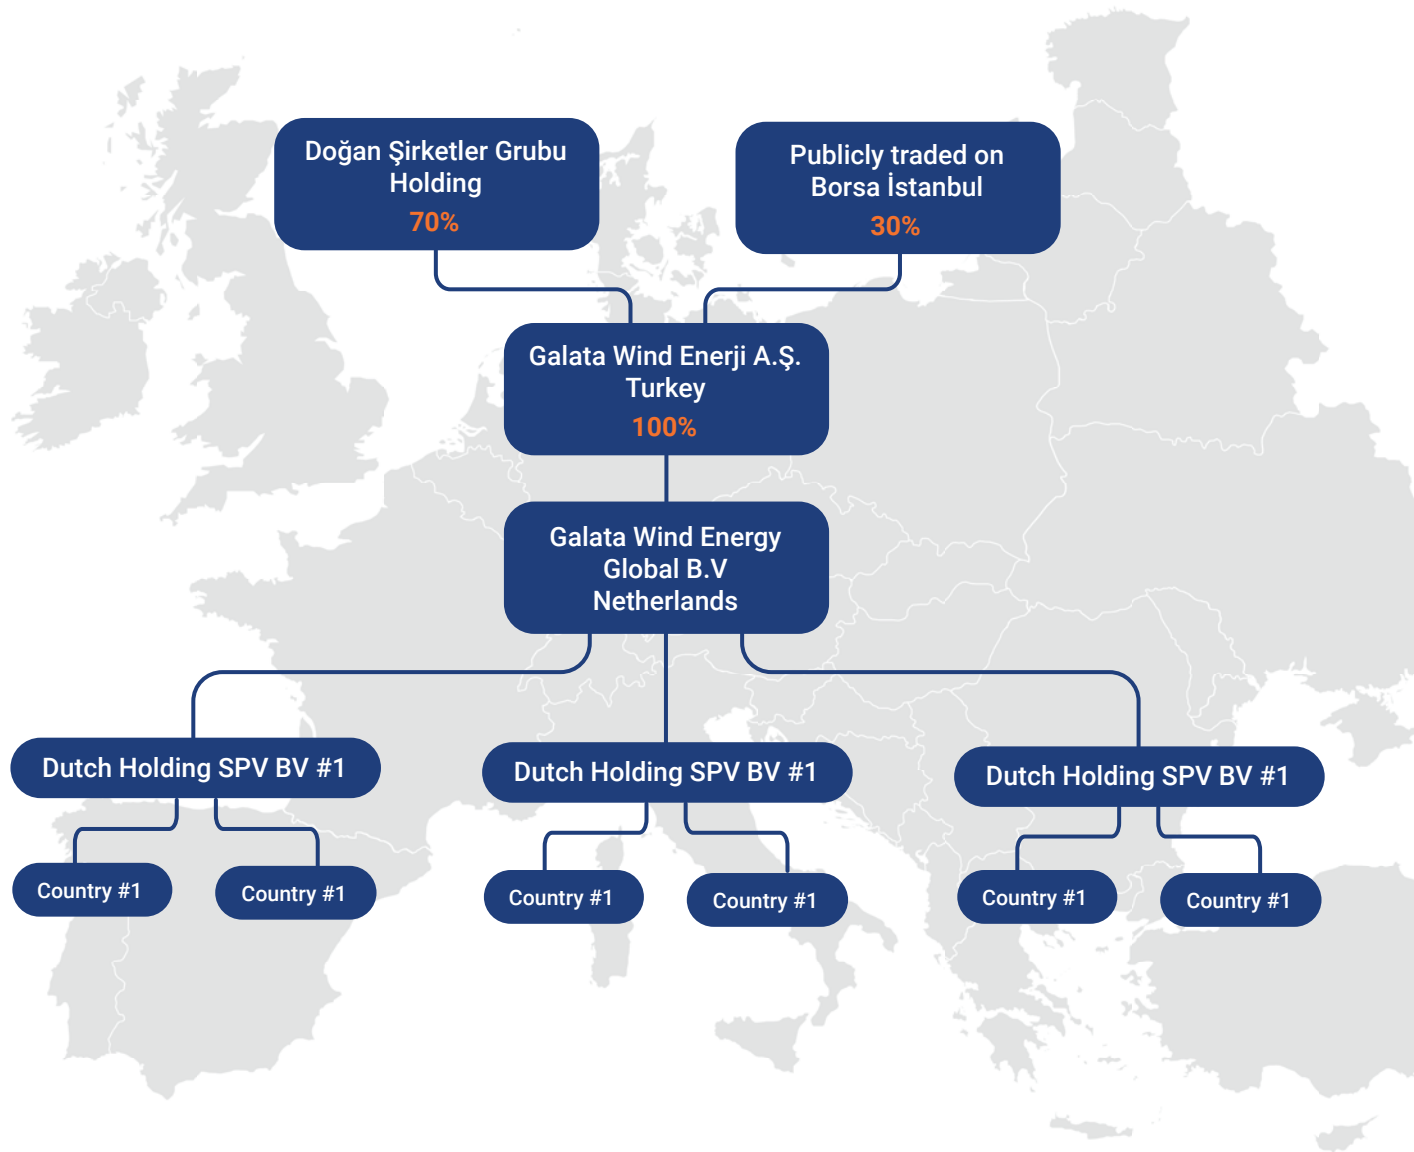 Doğan Şirketler Grubu
Holding
70%
Publicly traded on
Borsa İstanbul
30%
Galata Wind Enerji A.Ş.
Turkey
100%
Galata Wind Energy
Global B.V
Netherlands
Dutch Holding SPV BV #1
Dutch Holding SPV BV #1
Dutch Holding SPV BV #1
Country #1
Country #1
Country #1
Country #1
Country #1
Country #1